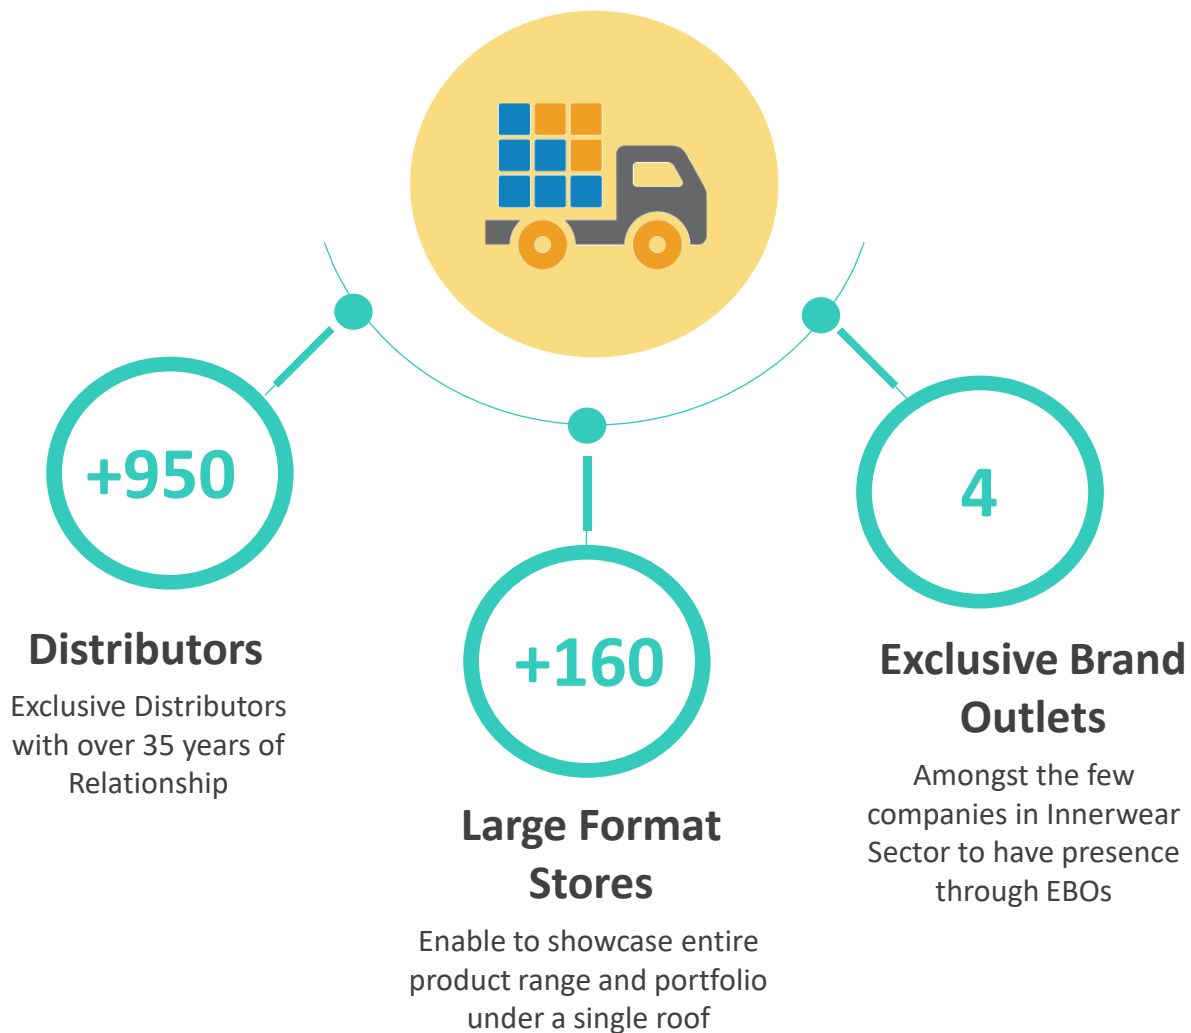 +950
Distributors
Exclusive Distributors
with over 35 years of
Relationship
+160
Large Format
Stores
Enable to showcase entire
product range and portfolio
under a single roof
4
Exclusive Brand
Outlets
Amongst the few
companies in Innerwear
Sector to have presence
through EBOs